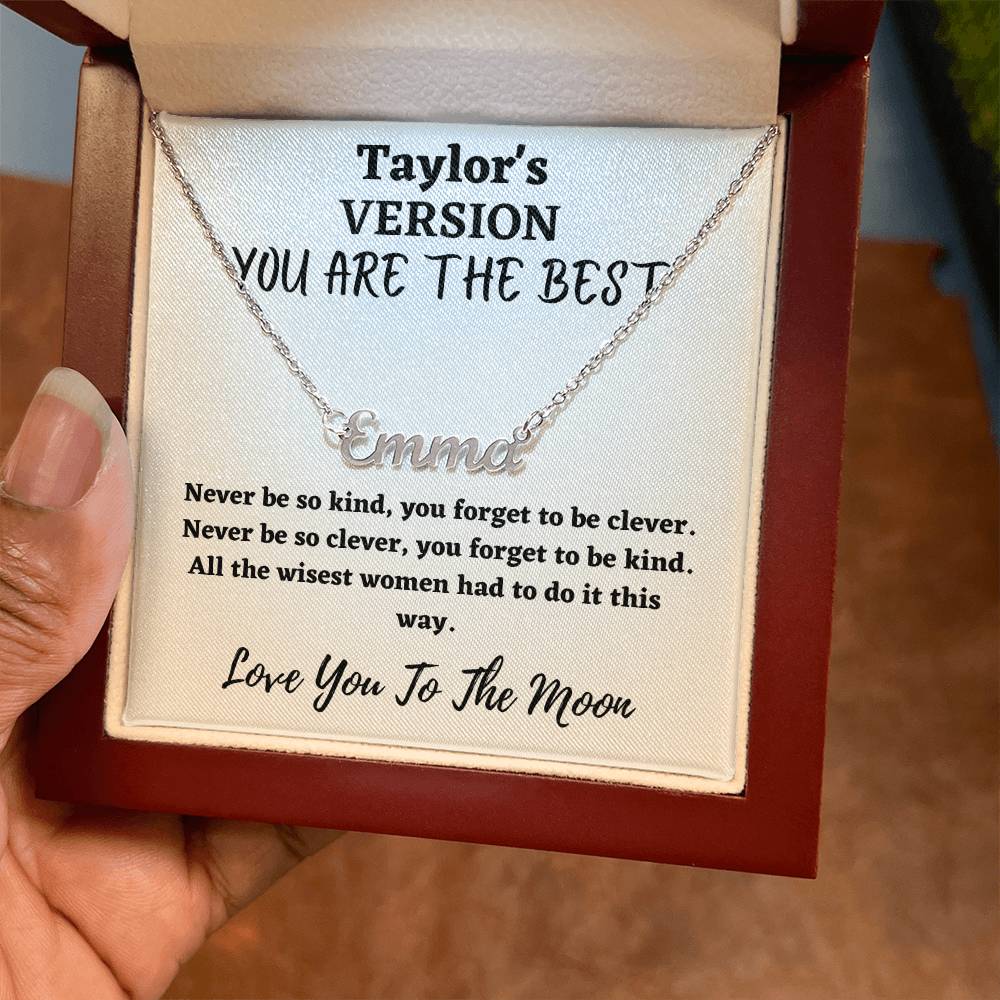 Taylor's
VERSION
YOU ARE THE BEST
Emma
Never be so kind, you forget to be clever.
Never be so clever, you forget to be kind.
All the wisest women had to do it this
way.
Love You To The Moon